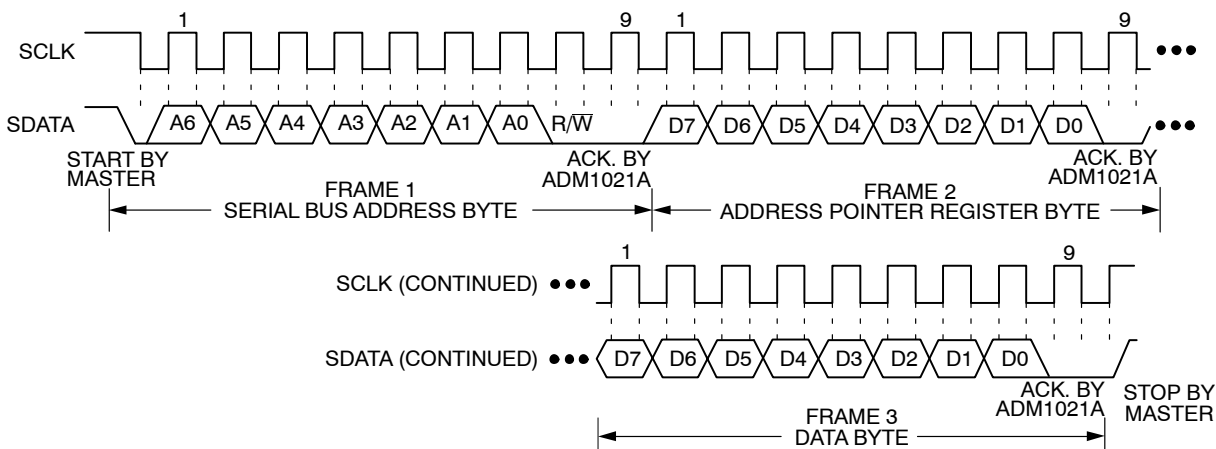 1 9 1 9
SCLK
SDATA A6 A5 A4 A3 A2 A1 A0 R/W̅ D7 D6 D5 D4 D3 D2 D1 D0
START BY
MASTER
ACK. BY
ADM1021A
ACK. BY
ADM1021A
FRAME 1
SERIAL BUS ADDRESS BYTE
FRAME 2
ADDRESS POINTER REGISTER BYTE
1 9
SCLK (CONTINUED)
SDATA (CONTINUED) D7 D6 D5 D4 D3 D2 D1 D0
ACK. BY
ADM1021A
STOP BY
MASTER
FRAME 3
DATA BYTE